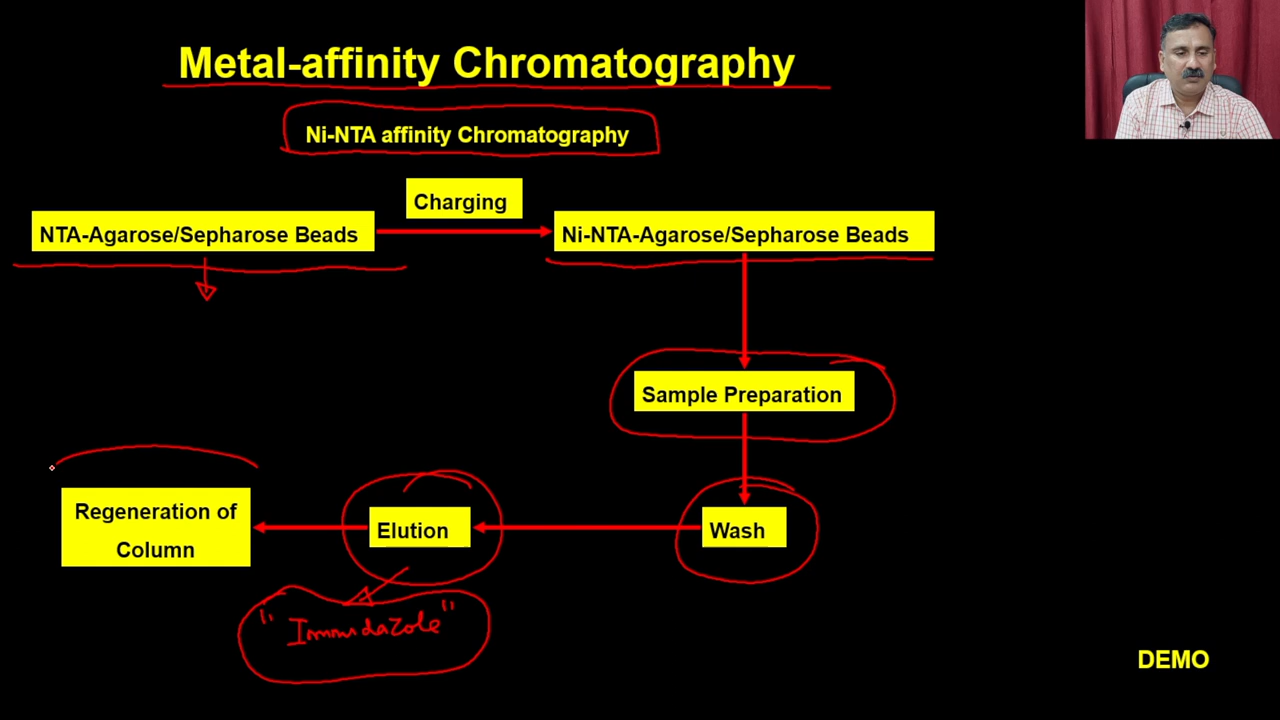 Metal-affinity Chromatography
Ni-NTA affinity Chromatography
Charging
NTA-Agarose/Sepharose Beads
Ni-NTA-Agarose/Sepharose Beads
Sample Preparation
Regeneration of
Column
Elution
Wash
"Immidazole"
DEMO